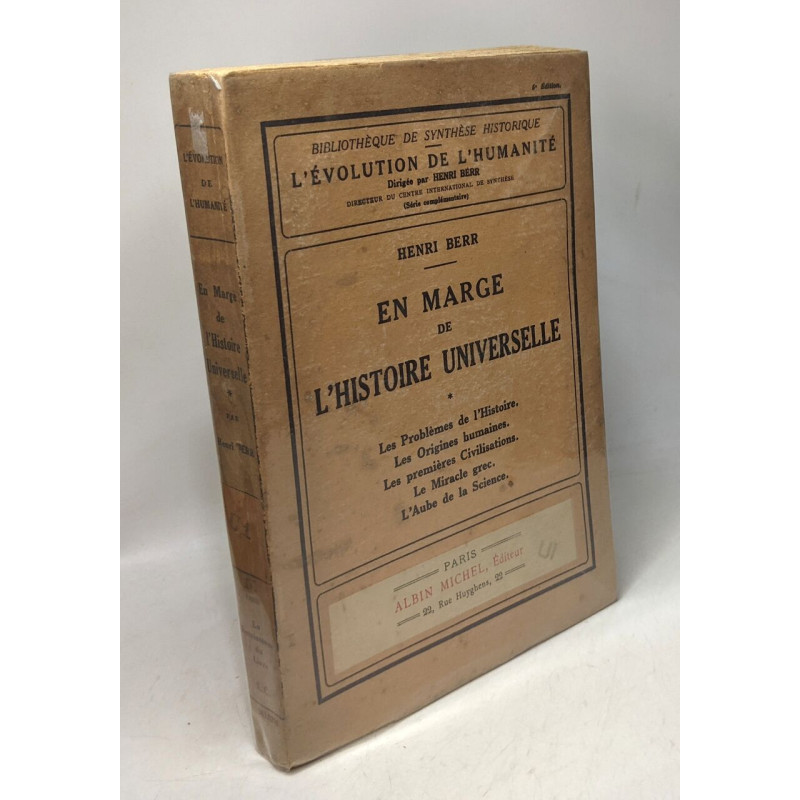 2e Édition.
BIBLIOTHÈQUE DE SYNTHÈSE HISTORIQUE
L'ÉVOLUTION DE L'HUMANITÉ
Dirigée par HENRI BERR
DIRECTEUR DU CENTRE INTERNATIONAL DE SYNTHÈSE
(Série complémentaire)
HENRI BERR
EN MARGE
DE
L'HISTOIRE UNIVERSELLE
*
Les Problèmes de l'Histoire.
Les Origines humaines.
Les premières Civilisations.
Le Miracle grec.
L'Aube de la Science.
PARIS
ALBIN MICHEL, Éditeur
22, Rue Huyghens, 22
L'ÉVOLUTION
DE
L'HUMANITÉ
En Marge
de
l'Histoire
Universelle
*
PAR
Henri BERR